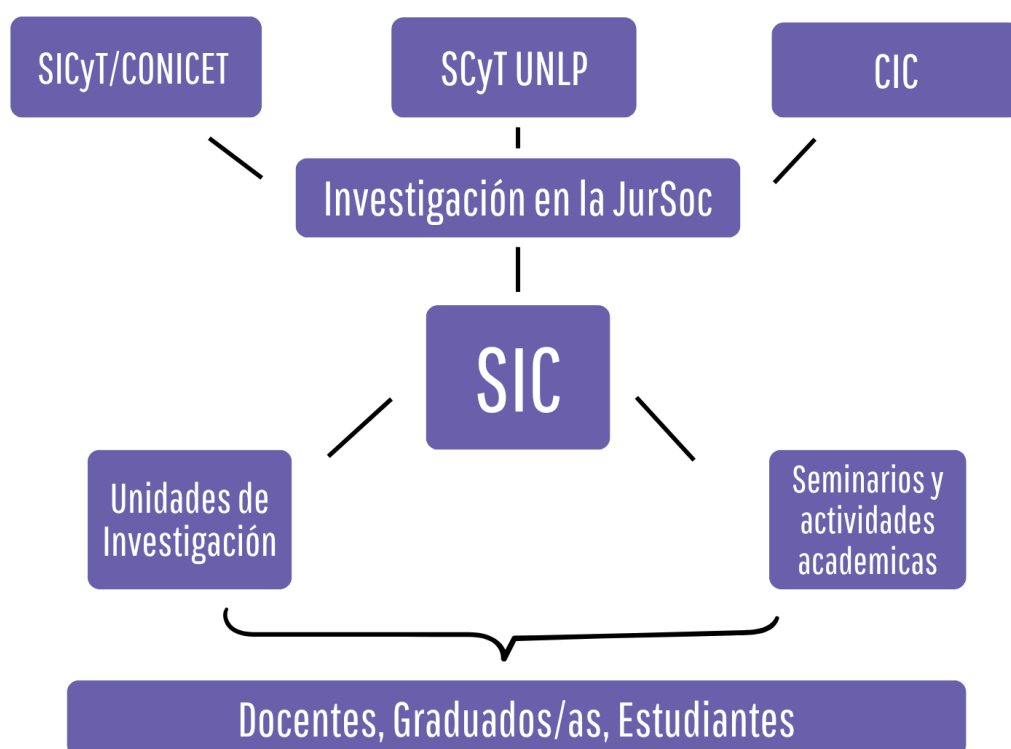 SICyT/CONICET
SCyT UNLP
CIC
Investigación en la JurSoc
SIC
Unidades de
Investigación
Seminarios y
actividades
academicas
Docentes, Graduados/as, Estudiantes